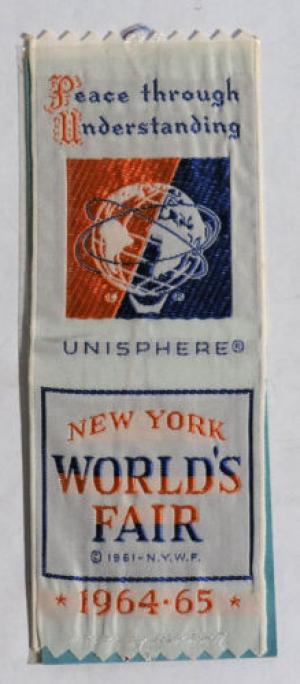 Peace through
Understanding
UNISPHERE®
NEW YORK
WORLD'S
FAIR
© 1961-N.Y.W.F.
* 1964·65 *